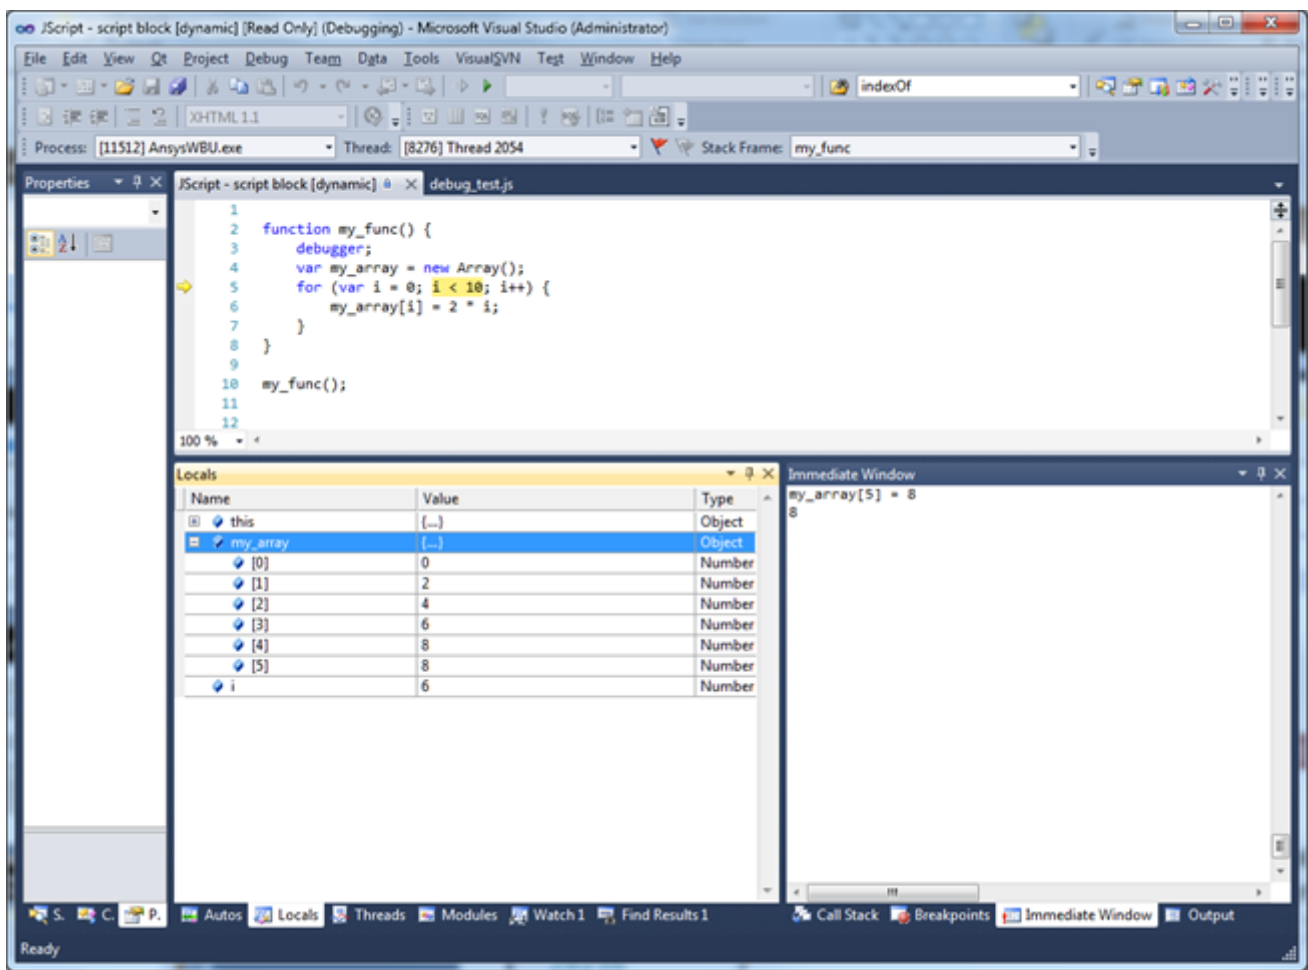 JScript - script block [dynamic] [Read Only] (Debugging) - Microsoft Visual Studio (Administrator)
File Edit View Qt Project Debug Team Data Tools VisualSVN Test Window Help
indexOf
XHTML 1.1
Process: [11512] AnsysWBU.exe Thread: [8276] Thread 2054 Stack Frame: my_func
Properties
JScript - script block [dynamic] debug_test.js
1
2 function my_func() {
3 debugger;
4 var my_array = new Array();
5 for (var i = 0; i < 10; i++) {
6 my_array[i] = 2 * i;
7 }
8 }
9
10 my_func();
11
12
100 %
Locals
Name Value Type
this {...} Object
my_array {...} Object
[0] 0 Number
[1] 2 Number
[2] 4 Number
[3] 6 Number
[4] 8 Number
[5] 8 Number
i 6 Number
Immediate Window
my_array[5] = 8
8
S. C. P.
Autos Locals Threads Modules Watch 1 Find Results 1
Call Stack Breakpoints Immediate Window Output
Ready